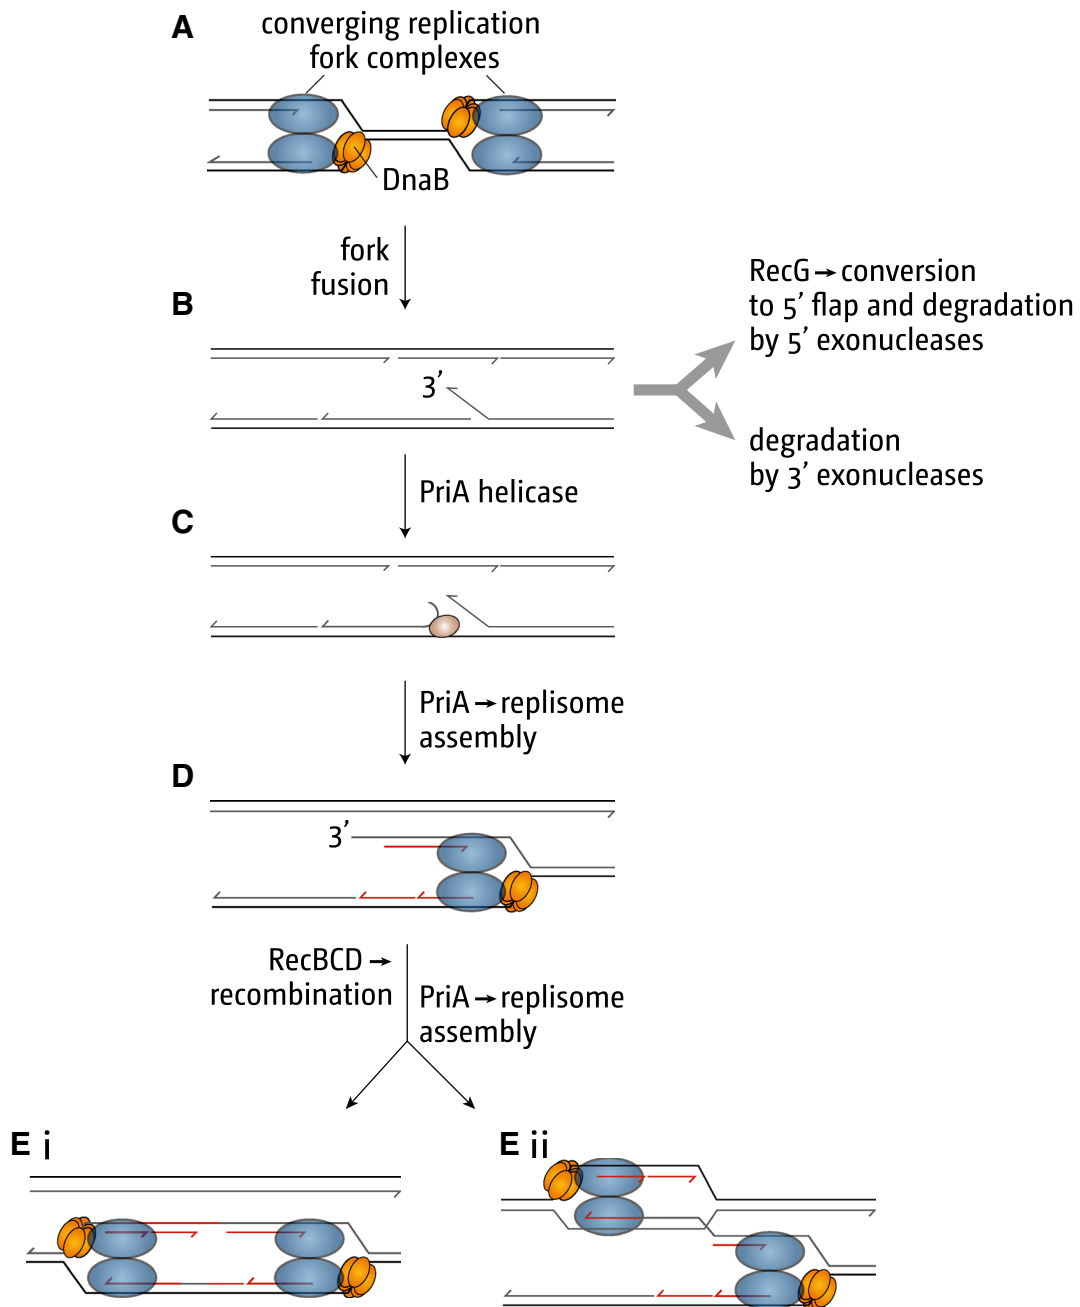 A
converging replication
fork complexes
DnaB
fork
fusion
B
3′
RecG→conversion
to 5′ flap and degradation
by 5′ exonucleases
degradation
by 3′ exonucleases
PriA helicase
C
PriA→replisome
assembly
D
3′
RecBCD→
recombination
PriA→replisome
assembly
E i
E ii